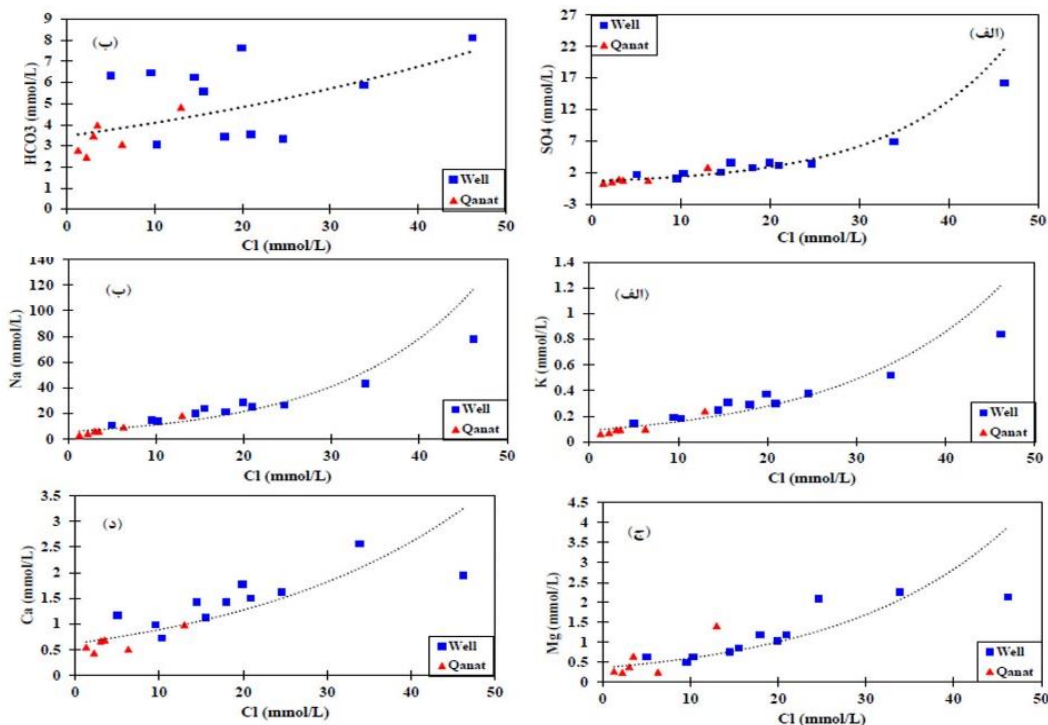 9
8
7
6
5
4
3
2
1
0
HCO3 (mmol/L)
(ب)
Well
Qanat
0 10 20 30 40 50
Cl (mmol/L)
27
22
17
12
7
2
-3
SO4 (mmol/L)
Well
Qanat
(الف)
0 10 20 30 40 50
Cl (mmol/L)
140
120
100
80
60
40
20
0
Na (mmol/L)
(ب)
0 10 20 30 40 50
Cl (mmol/L)
1.4
1.2
1
0.8
0.6
0.4
0.2
0
K (mmol/L)
(الف)
0 10 20 30 40 50
Cl (mmol/L)
3.5
3
2.5
2
1.5
1
0.5
0
Ca (mmol/L)
(د)
Well
Qanat
0 10 20 30 40 50
Cl (mmol/L)
4.5
4
3.5
3
2.5
2
1.5
1
0.5
0
Mg (mmol/L)
(ج)
Well
Qanat
0 10 20 30 40 50
Cl (mmol/L)